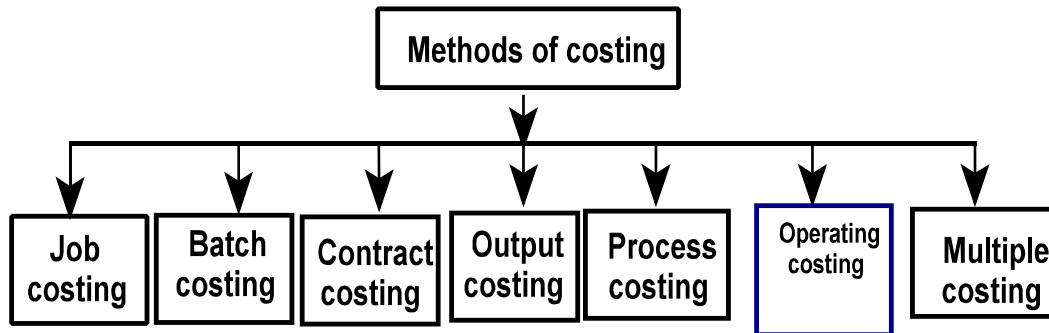 Methods of costing
Job
costing
Batch
costing
Contract
costing
Output
costing
Process
costing
Operating
costing
Multiple
costing